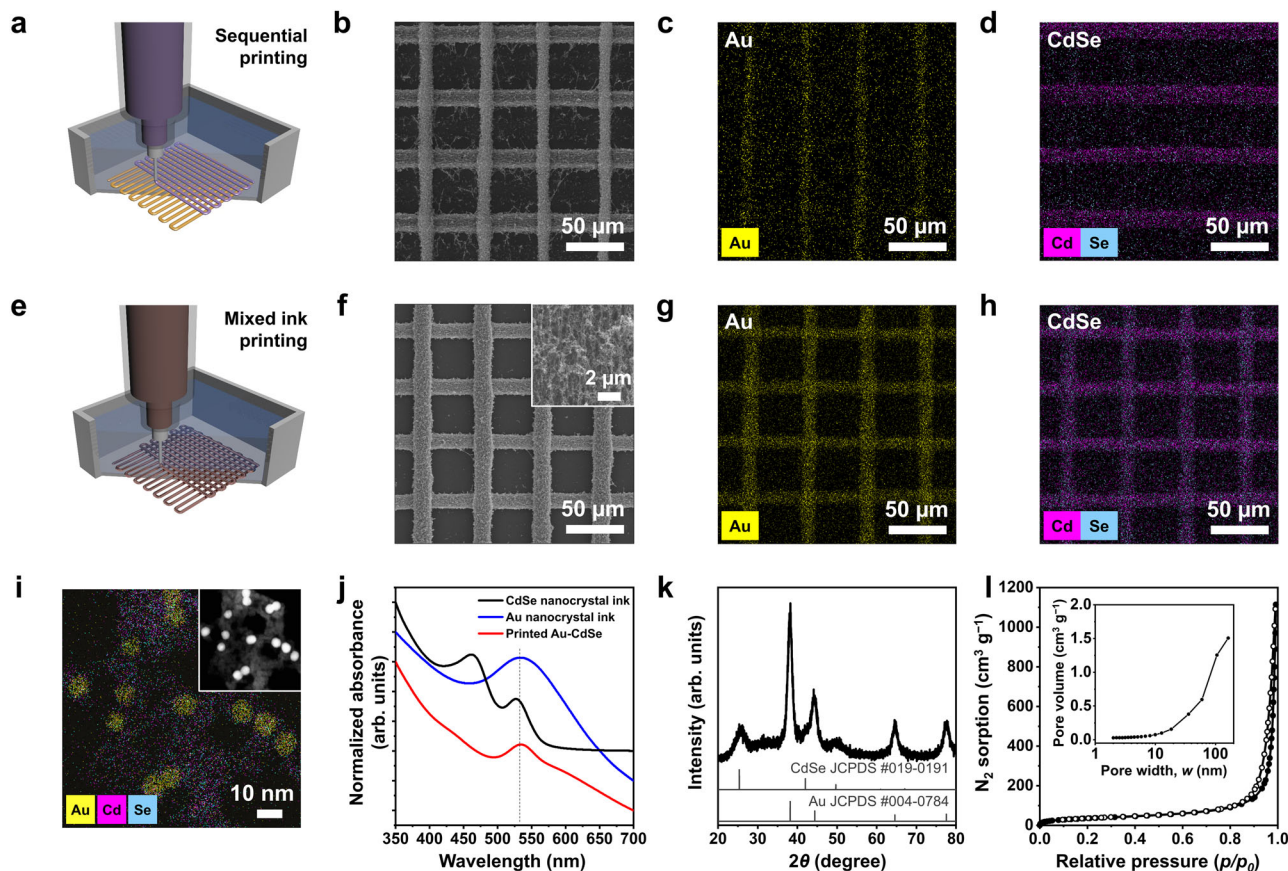 a
Sequential
printing
b
50 μm
c
Au
Au
50 μm
d
CdSe
Cd Se
50 μm
e
Mixed ink
printing
f
2 μm
50 μm
g
Au
Au
50 μm
h
CdSe
Cd Se
50 μm
i
Au Cd Se
10 nm
j
Normalized absorbance
(arb. units)
CdSe nanocrystal ink
Au nanocrystal ink
Printed Au-CdSe
350 400 450 500 550 600 650 700
Wavelength (nm)
k
Intensity (arb. units)
CdSe JCPDS #019-0191
Au JCPDS #004-0784
20 30 40 50 60 70 80
2θ (degree)
l
N2 sorption (cm3 g−1)
1200
1000
800
600
400
200
0
Pore volume (cm3 g−1)
2.0
1.5
1.0
0.5
0.0
1 10 100
Pore width, w (nm)
0.0 0.2 0.4 0.6 0.8 1.0
Relative pressure (p/p0)